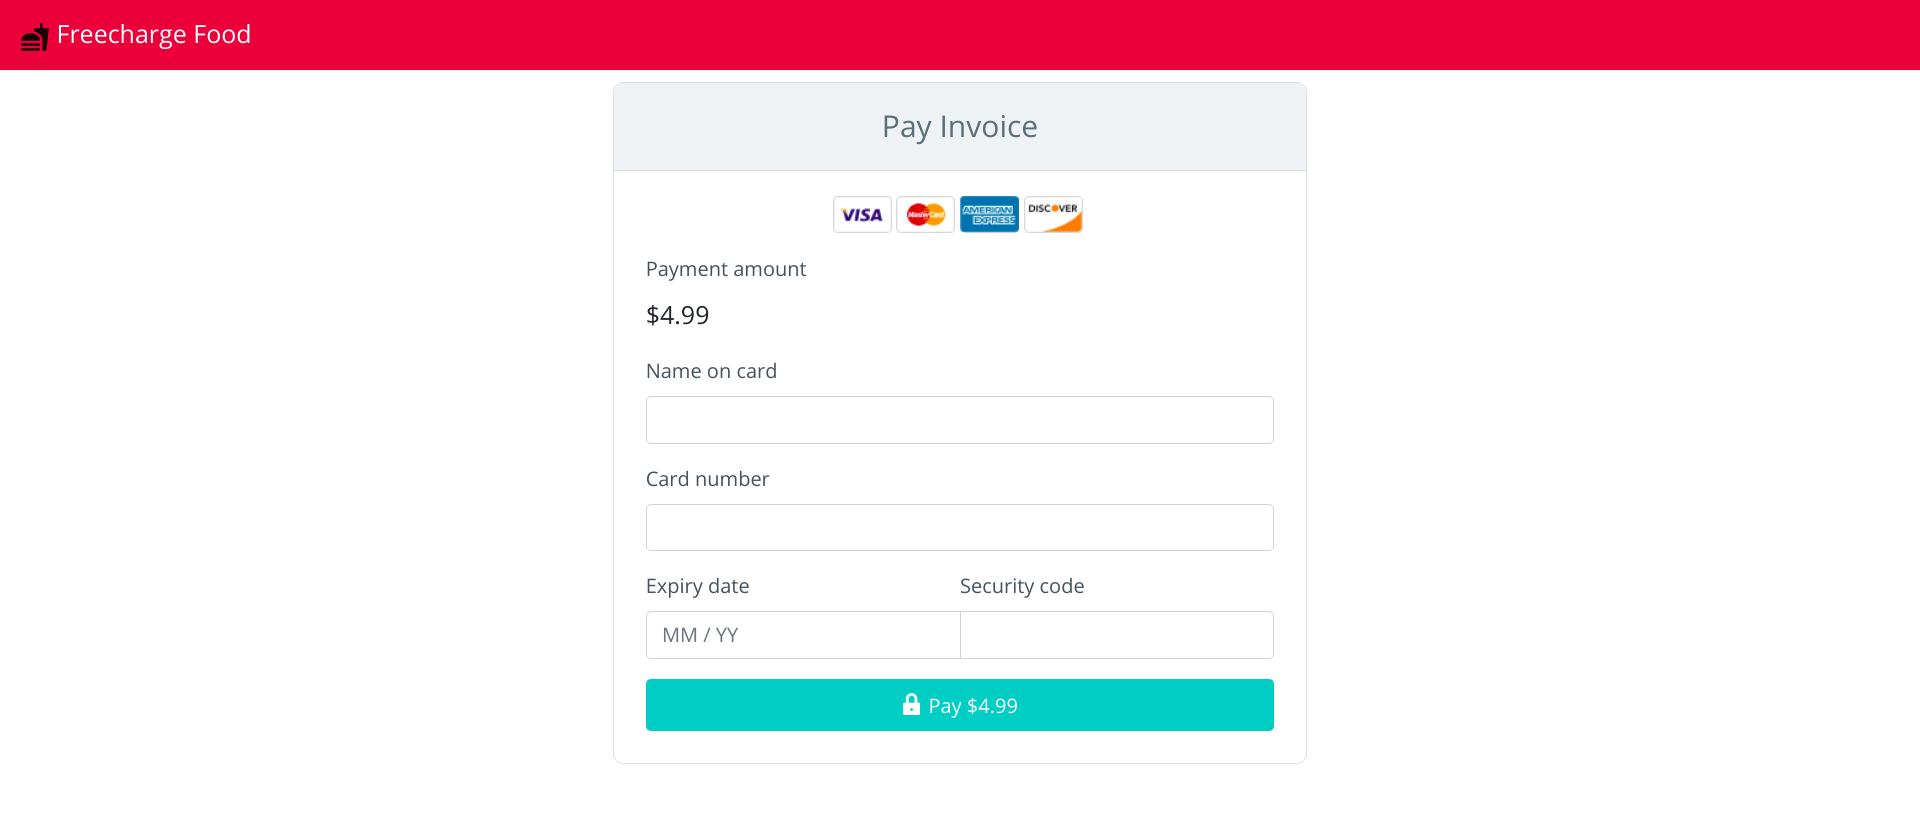 Freecharge Food
Pay Invoice
VISA MasterCard AMERICAN EXPRESS DISCOVER
Payment amount
$4.99
Name on card
Card number
Expiry date Security code
MM / YY
Pay $4.99